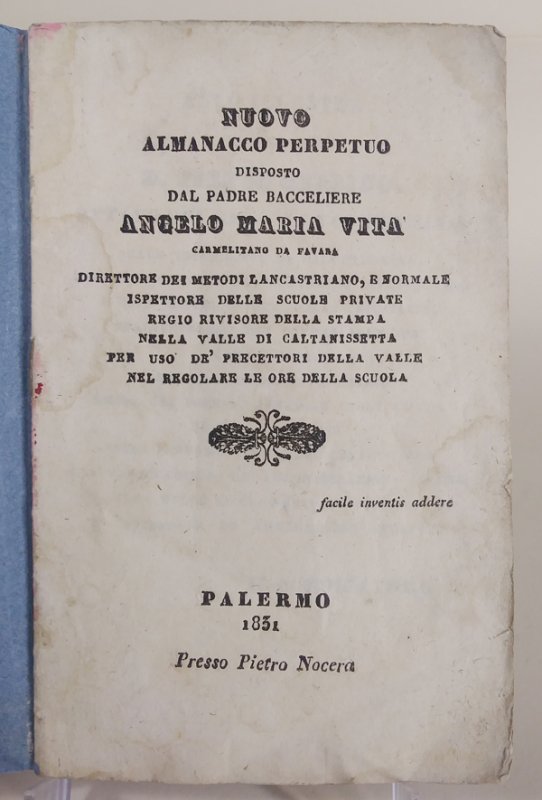 NUOVO
ALMANACCO PERPETUO
DISPOSTO
DAL PADRE BACCELIERE
ANGELO MARIA VITA'
CARMELITANO DA FAVARA
DIRETTORE DEI METODI LANCASTRIANO, E NORMALE
ISPETTORE DELLE SCUOLE PRIVATE
REGIO RIVISORE DELLA STAMPA
NELLA VALLE DI CALTANISSETTA
PER USO DE' PRECETTORI DELLA VALLE
NEL REGOLARE LE ORE DELLA SCUOLA
facile inventis addere
PALERMO
1831
Presso Pietro Nocera